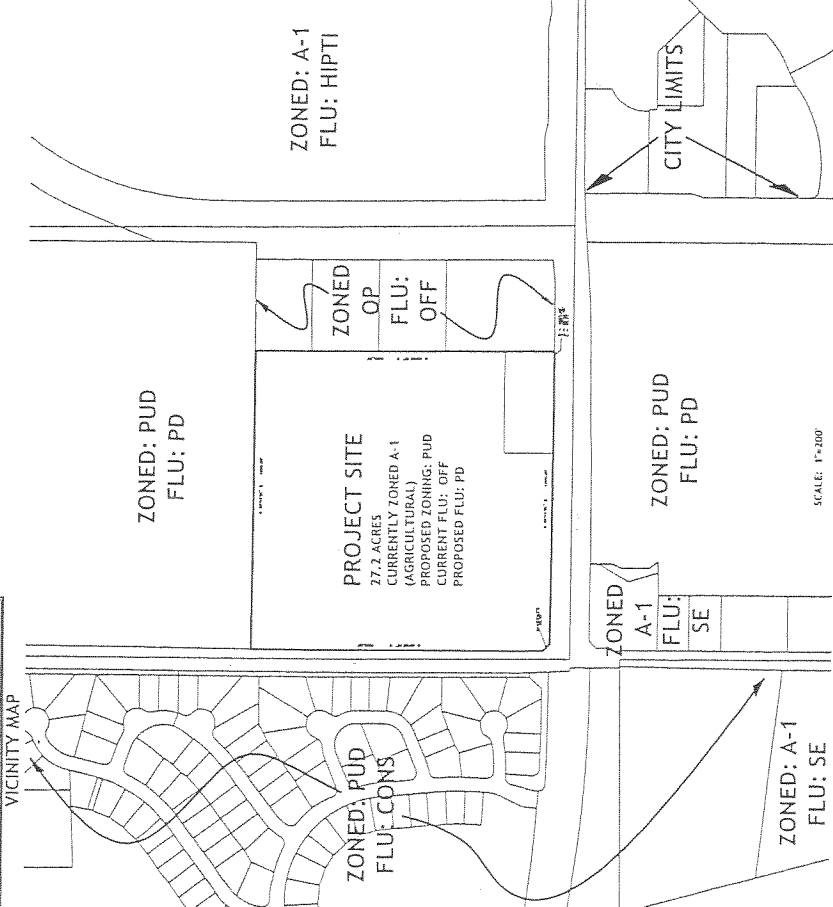 VICINITY MAP
ZONED: PUD
FLU: CONS
ZONED: A-1
FLU: SE
ZONED: PUD
FLU: PD
PROJECT SITE
27.2 ACRES
CURRENTLY ZONED A-1
(AGRICULTURAL)
PROPOSED ZONING: PUD
CURRENT FLU: OFF
PROPOSED FLU: PD
ZONED
A-1
FLU:
SE
ZONED: PUD
FLU: PD
SCALE: 1"=200'
ZONED
OP
FLU:
OFF
ZONED: A-1
FLU: HIPTI
CITY LIMITS